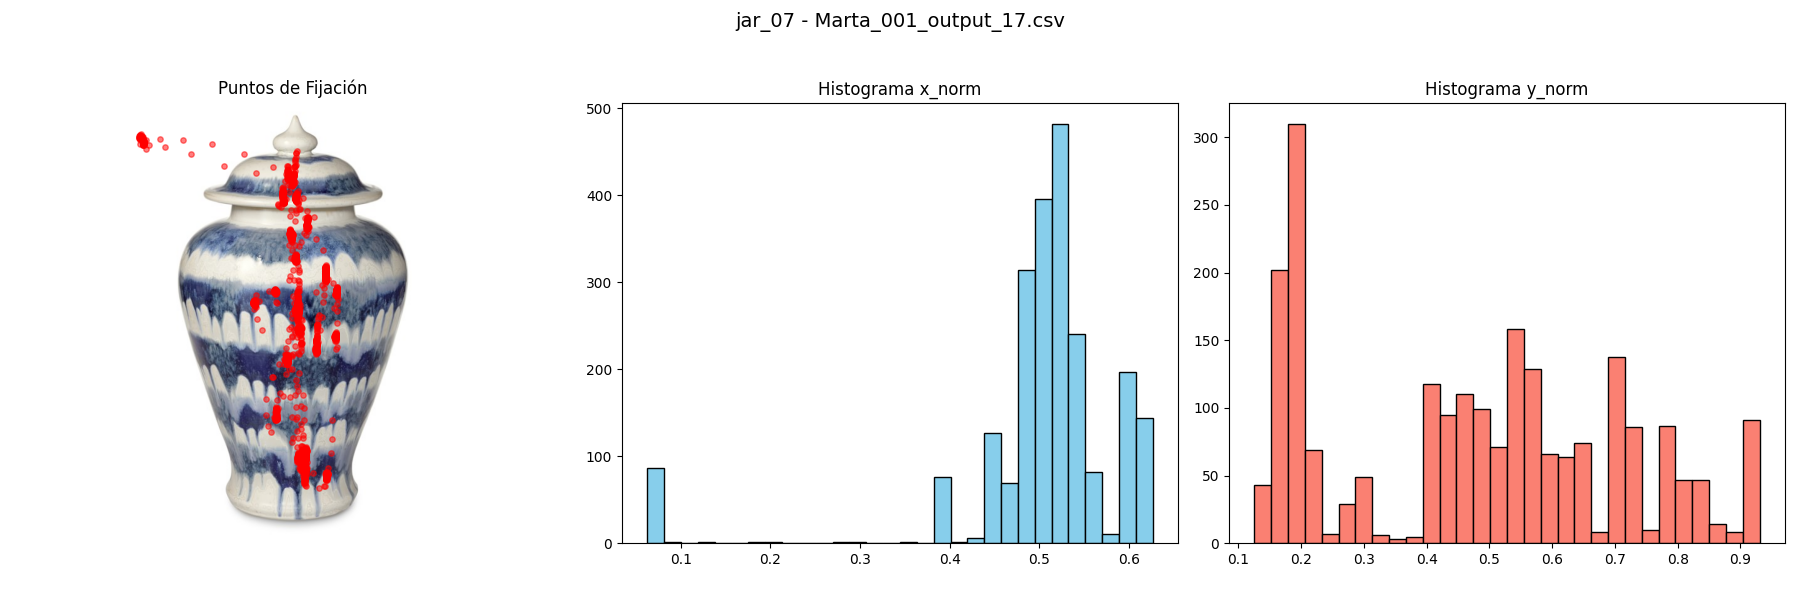 jar_07 - Marta_001_output_17.csv
Puntos de Fijación
Histograma x_norm
500
400
300
200
100
0
0.1 0.2 0.3 0.4 0.5 0.6
Histograma y_norm
300
250
200
150
100
50
0
0.1 0.2 0.3 0.4 0.5 0.6 0.7 0.8 0.9